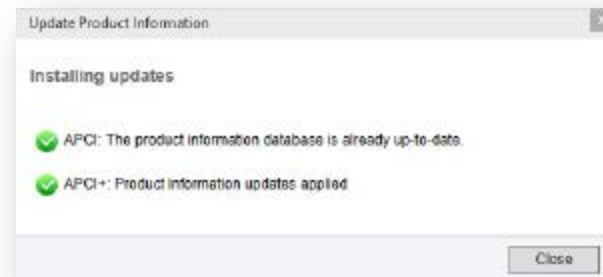 Update Product Information
Installing updates
APCI: The product information database is already up-to-date.
APCI+: Product information updates applied
Close